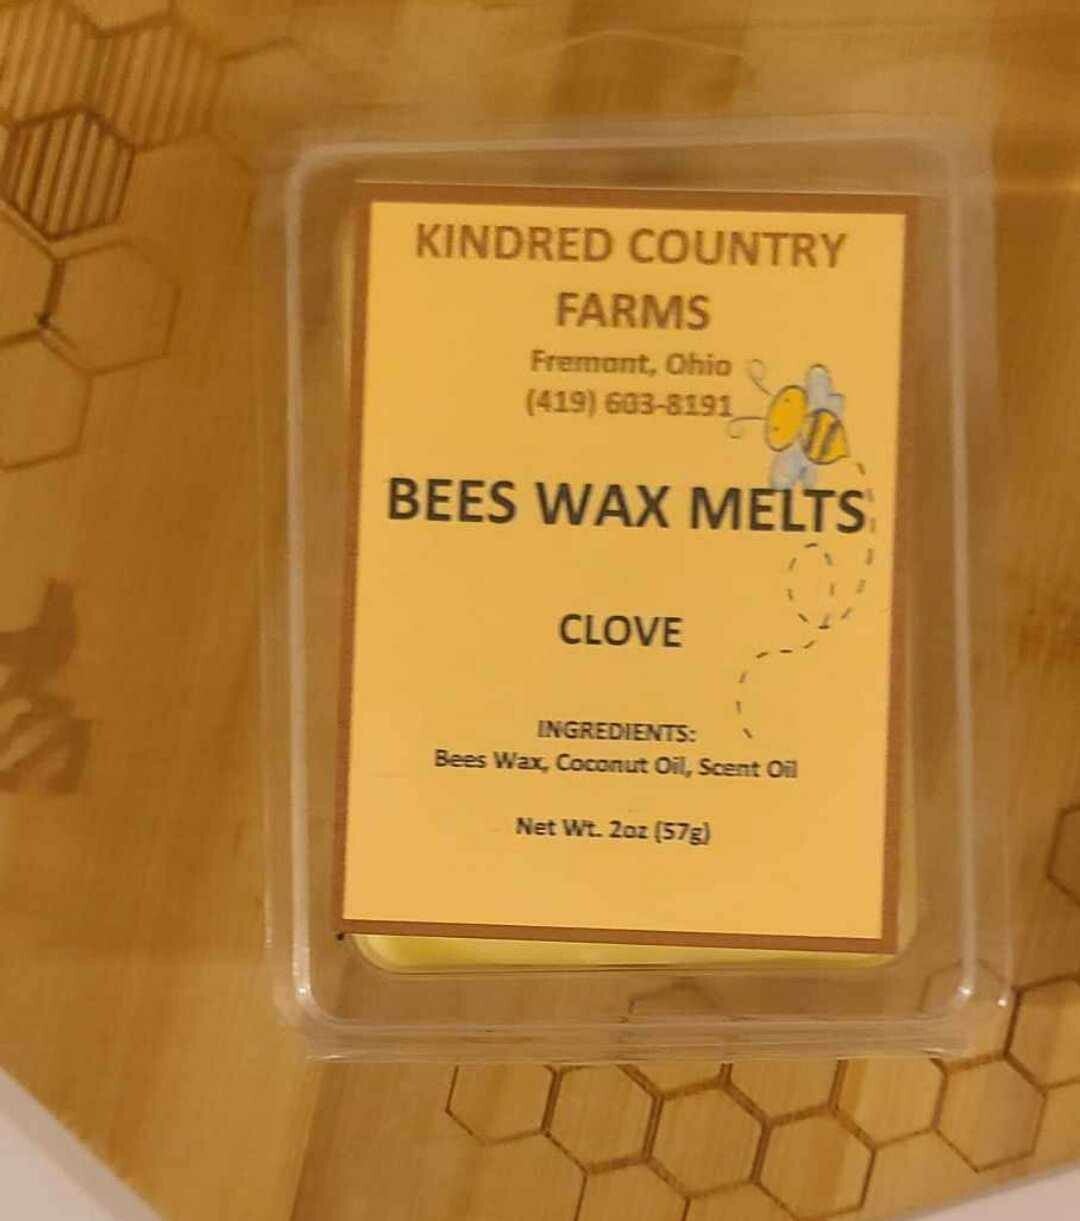 KINDRED COUNTRY
FARMS
Fremont, Ohio
(419) 603-8191
BEES WAX MELTS
CLOVE
INGREDIENTS:
Bees Wax, Coconut Oil, Scent Oil
Net Wt. 2oz (57g)